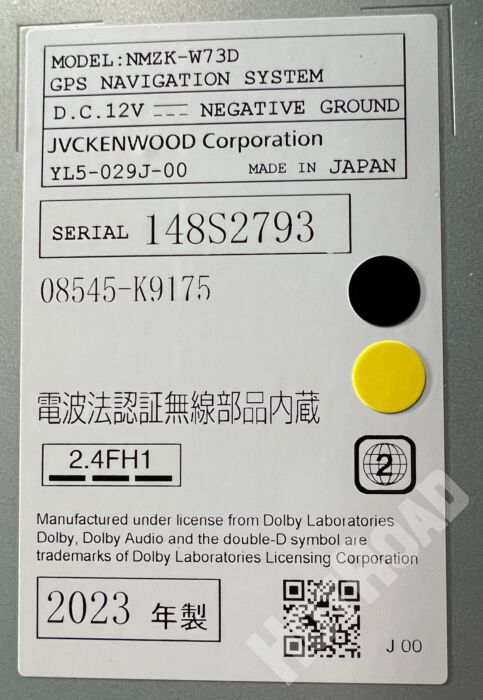 MODEL:NMZK-W73D
GPS NAVIGATION SYSTEM
D.C.12V NEGATIVE GROUND
JVCKENWOOD Corporation
YL5-029J-00 MADE IN JAPAN
SERIAL 148S2793
08545-K9175
電波法認証無線部品内蔵
2.4FH1
2
Manufactured under license from Dolby Laboratories
Dolby, Dolby Audio and the double-D symbol are
trademarks of Dolby Laboratories Licensing Corporation
2023 年製
J 00